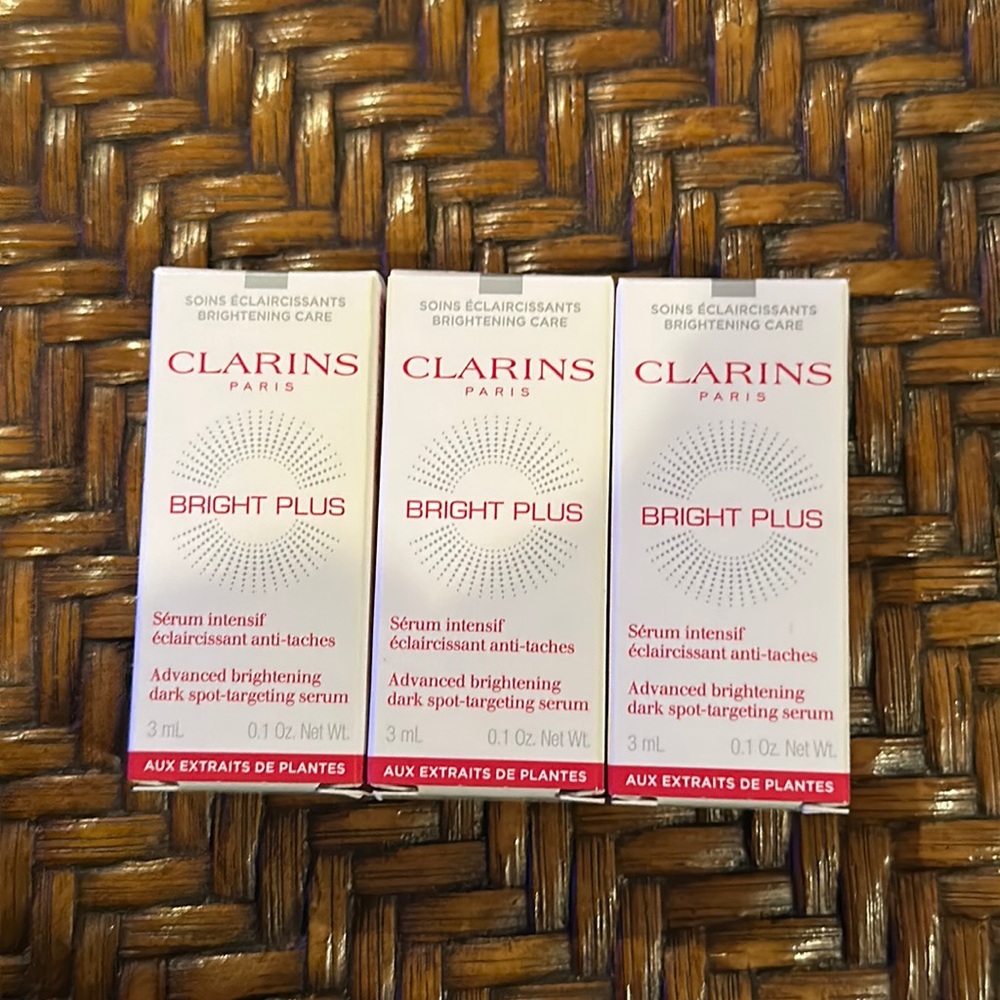 SOINS ÉCLAIRCISSANTS
BRIGHTENING CARE
CLARINS
PARIS
BRIGHT PLUS
Sérum intensif
éclaircissant anti-taches
Advanced brightening
dark spot-targeting serum
3 mL 0.1 Oz. Net Wt.
AUX EXTRAITS DE PLANTES
SOINS ÉCLAIRCISSANTS
BRIGHTENING CARE
CLARINS
PARIS
BRIGHT PLUS
Sérum intensif
éclaircissant anti-taches
Advanced brightening
dark spot-targeting serum
3 mL 0.1 Oz. Net Wt.
AUX EXTRAITS DE PLANTES
SOINS ÉCLAIRCISSANTS
BRIGHTENING CARE
CLARINS
PARIS
BRIGHT PLUS
Sérum intensif
éclaircissant anti-taches
Advanced brightening
dark spot-targeting serum
3 mL 0.1 Oz. Net Wt.
AUX EXTRAITS DE PLANTES